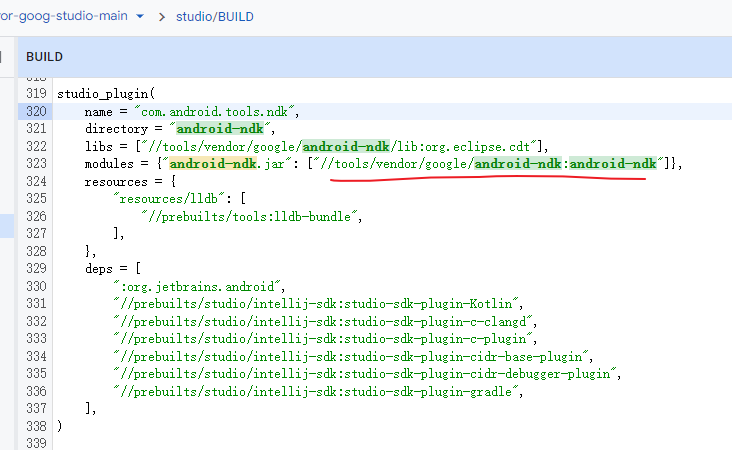 or-goog-studio-main > studio/BUILD
BUILD
319 studio_plugin(
320     name = "com.android.tools.ndk",
321     directory = "android-ndk",
322     libs = ["//tools/vendor/google/android-ndk/lib:org.eclipse.cdt"],
323     modules = {"android-ndk.jar": ["//tools/vendor/google/android-ndk:android-ndk"]},
324     resources = {
325         "resources/lldb": [
326             "//prebuilts/tools:lldb-bundle",
327         ],
328     },
329     deps = [
330         ":org.jetbrains.android",
331         "//prebuilts/studio/intellij-sdk:studio-sdk-plugin-Kotlin",
332         "//prebuilts/studio/intellij-sdk:studio-sdk-plugin-c-clangd",
333         "//prebuilts/studio/intellij-sdk:studio-sdk-plugin-c-plugin",
334         "//prebuilts/studio/intellij-sdk:studio-sdk-plugin-cidr-base-plugin",
335         "//prebuilts/studio/intellij-sdk:studio-sdk-plugin-cidr-debugger-plugin",
336         "//prebuilts/studio/intellij-sdk:studio-sdk-plugin-gradle",
337     ],
338 )
339